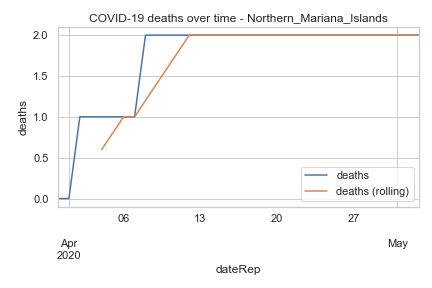 COVID-19 deaths over time - Northern_Mariana_Islands
2.0
1.5
1.0
0.5
0.0
deaths
deaths
deaths (rolling)
06 13 20 27
Apr May
2020
dateRep